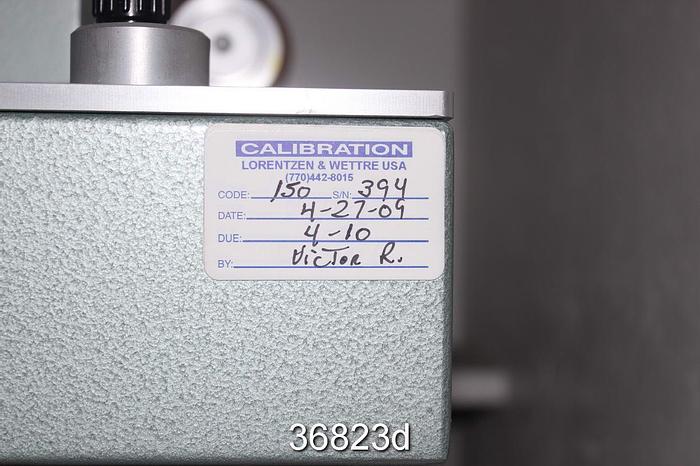 CALIBRATION
LORENTZEN & WETTRE USA
(770)442-8015
CODE: 150 S/N: 394
DATE: 4-27-09
DUE: 4-10
BY: Victor R.
36823d